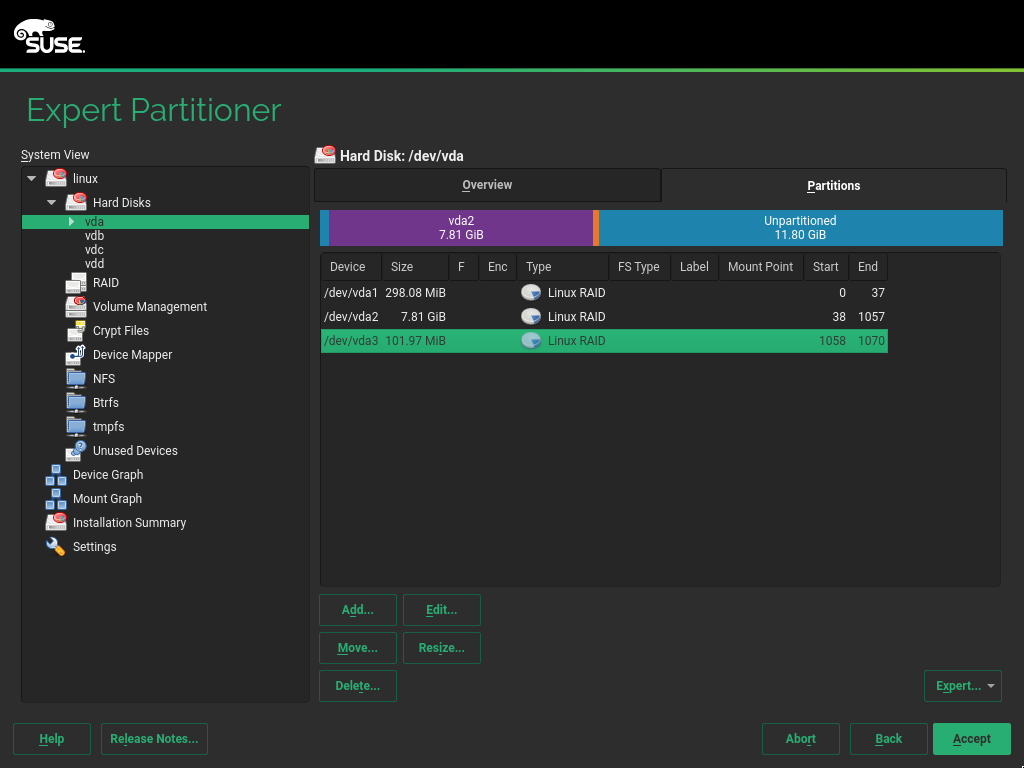 SUSE.
Expert Partitioner
System View
linux
Hard Disks
vda
vdb
vdc
vdd
RAID
Volume Management
Crypt Files
Device Mapper
NFS
Btrfs
tmpfs
Unused Devices
Device Graph
Mount Graph
Installation Summary
Settings
Hard Disk: /dev/vda
Overview Partitions
vda2 Unpartitioned
7.81 GiB 11.80 GiB
Device Size F Enc Type FS Type Label Mount Point Start End
/dev/vda1 298.08 MiB Linux RAID 0 37
/dev/vda2 7.81 GiB Linux RAID 38 1057
/dev/vda3 101.97 MiB Linux RAID 1058 1070
Add... Edit...
Move... Resize...
Delete... Expert...
Help Release Notes... Abort Back Accept